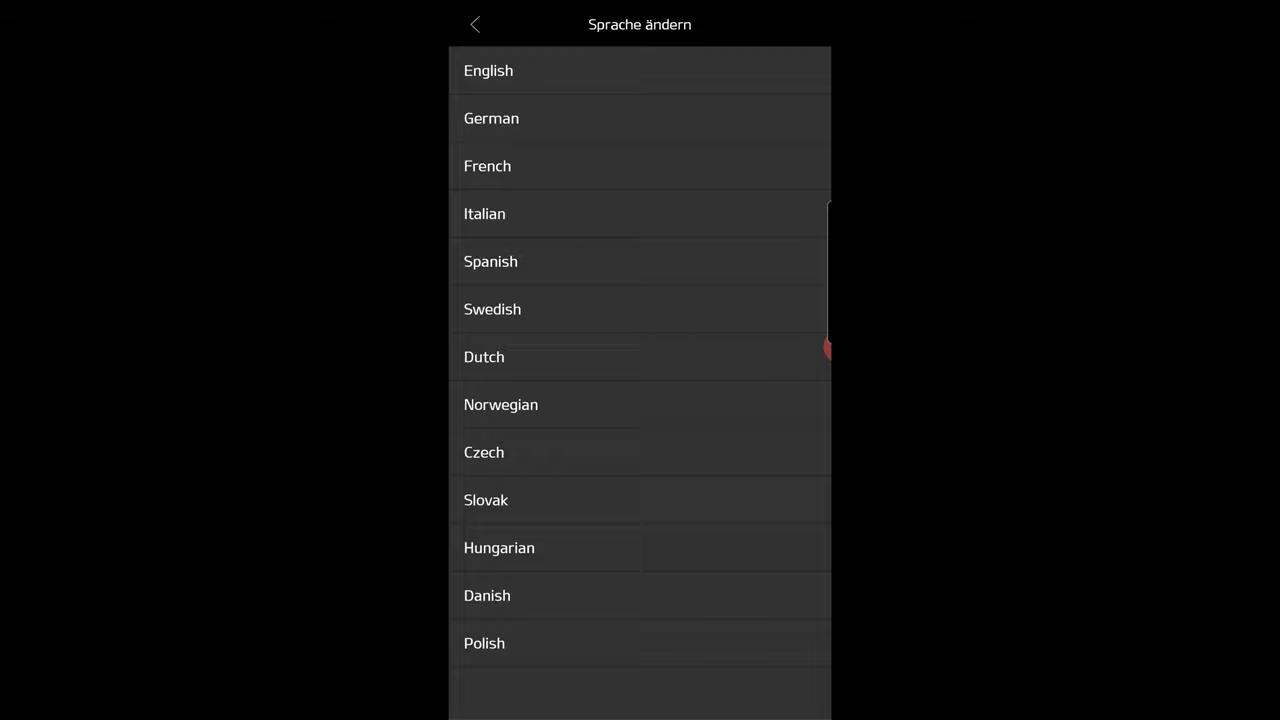 Sprache ändern
English
German
French
Italian
Spanish
Swedish
Dutch
Norwegian
Czech
Slovak
Hungarian
Danish
Polish